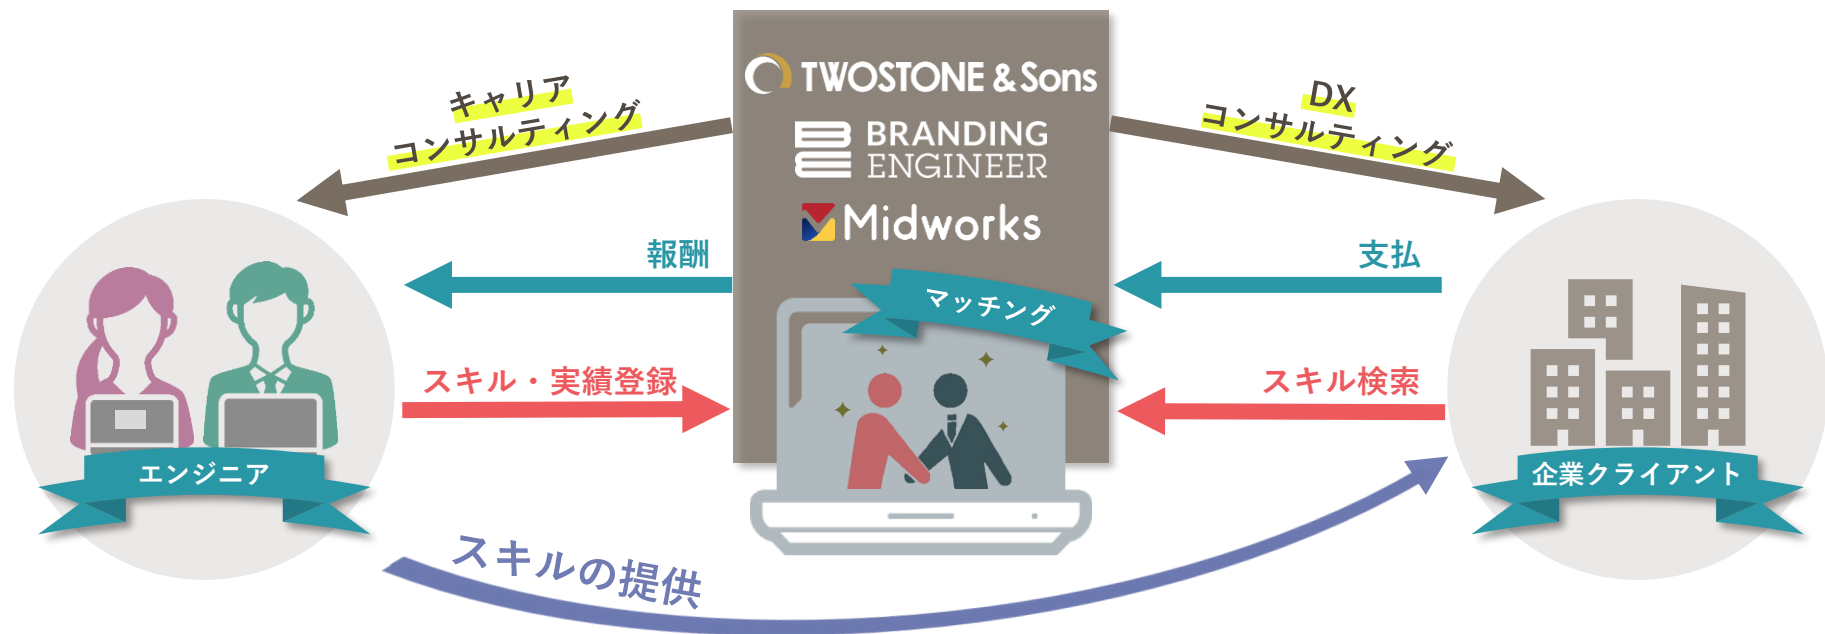 TWOSTONE & Sons
BRANDING
ENGINEER
Midworks
マッチング
キャリア
コンサルティング
DX
コンサルティング
報酬
支払
スキル・実績登録
スキル検索
エンジニア
企業クライアント
スキルの提供